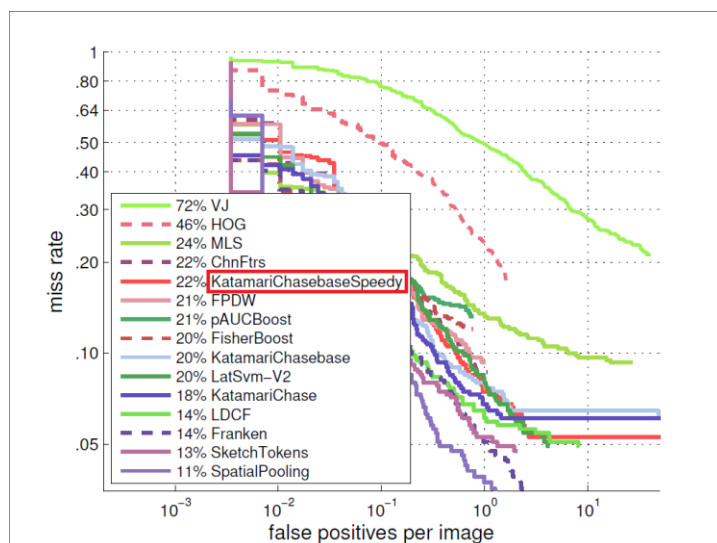 1
.80
.64
.50
.40
.30
.20
.10
.05
miss rate
72% VJ
46% HOG
24% MLS
22% ChnFtrs
22% KatamariChasebaseSpeedy
21% FPDW
21% pAUCBoost
20% FisherBoost
20% KatamariChasebase
20% LatSvm-V2
18% KatamariChase
14% LDCF
14% Franken
13% SketchTokens
11% SpatialPooling
10⁻³ 10⁻² 10⁻¹ 10⁰ 10¹
false positives per image